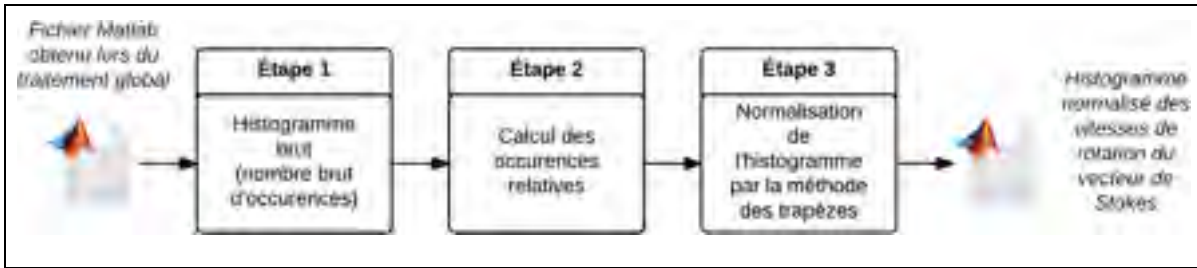 Fichier Matlab
obtenu lors du
traitement global
Étape 1
Histogramme
brut
(nombre brut
d'occurences)
Étape 2
Calcul des
occurences
relatives
Étape 3
Normalisation
de
l'histogramme
par la méthode
des trapèzes
Histogramme
normalisé des
vitesses de
rotation du
vecteur de
Stokes